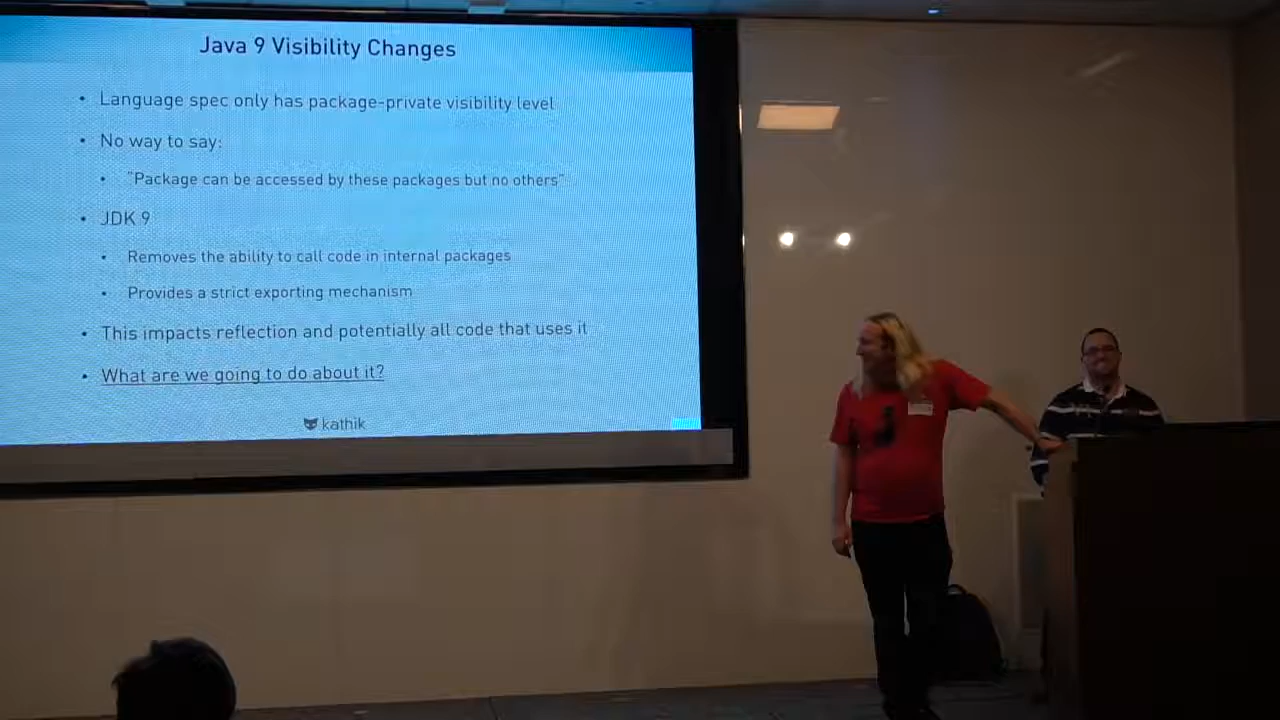 Java 9 Visibility Changes
• Language spec only has package-private visibility level
• No way to say:
• "Package can be accessed by these packages but no others"
• JDK 9
• Removes the ability to call code in internal packages
• Provides a strict exporting mechanism
• This impacts reflection and potentially all code that uses it
• What are we going to do about it?
kathik